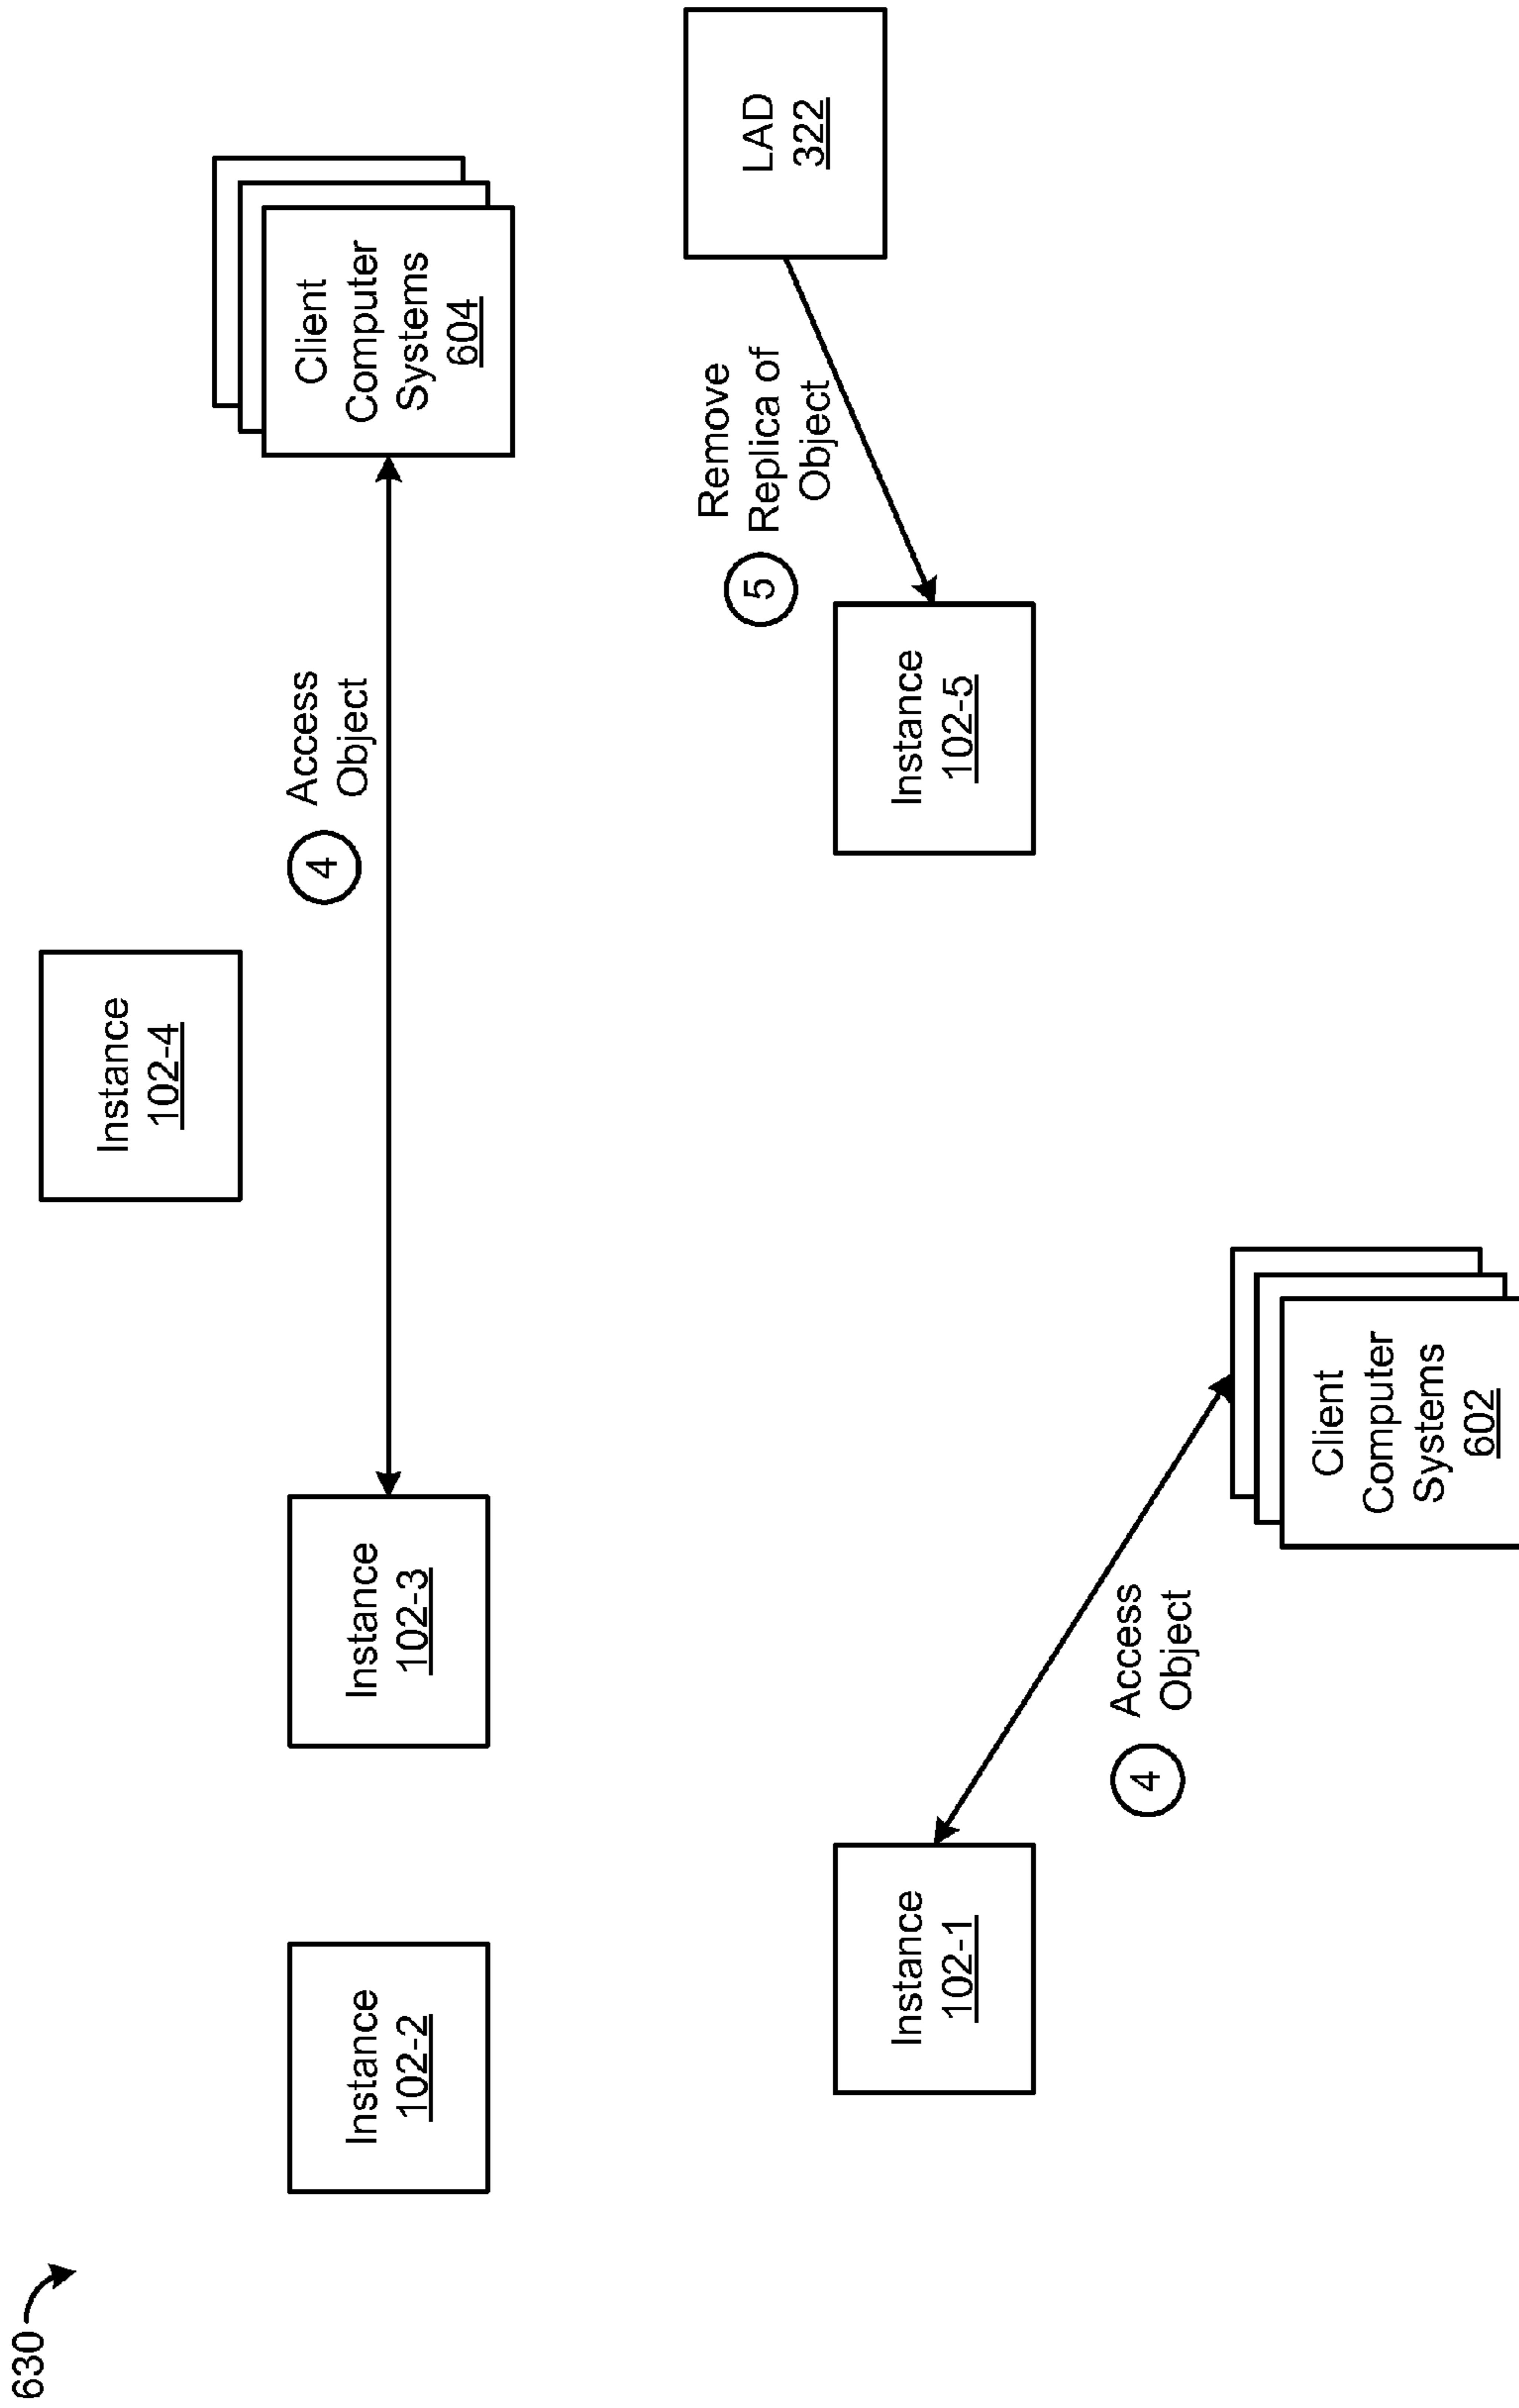 630
Instance
102-2
Instance
102-3
Instance
102-4
4
Access
Object
Client
Computer
Systems
604
Instance
102-1
4
Access
Object
Client
Computer
Systems
602
Instance
102-5
5
Remove
Replica of
Object
LAD
322